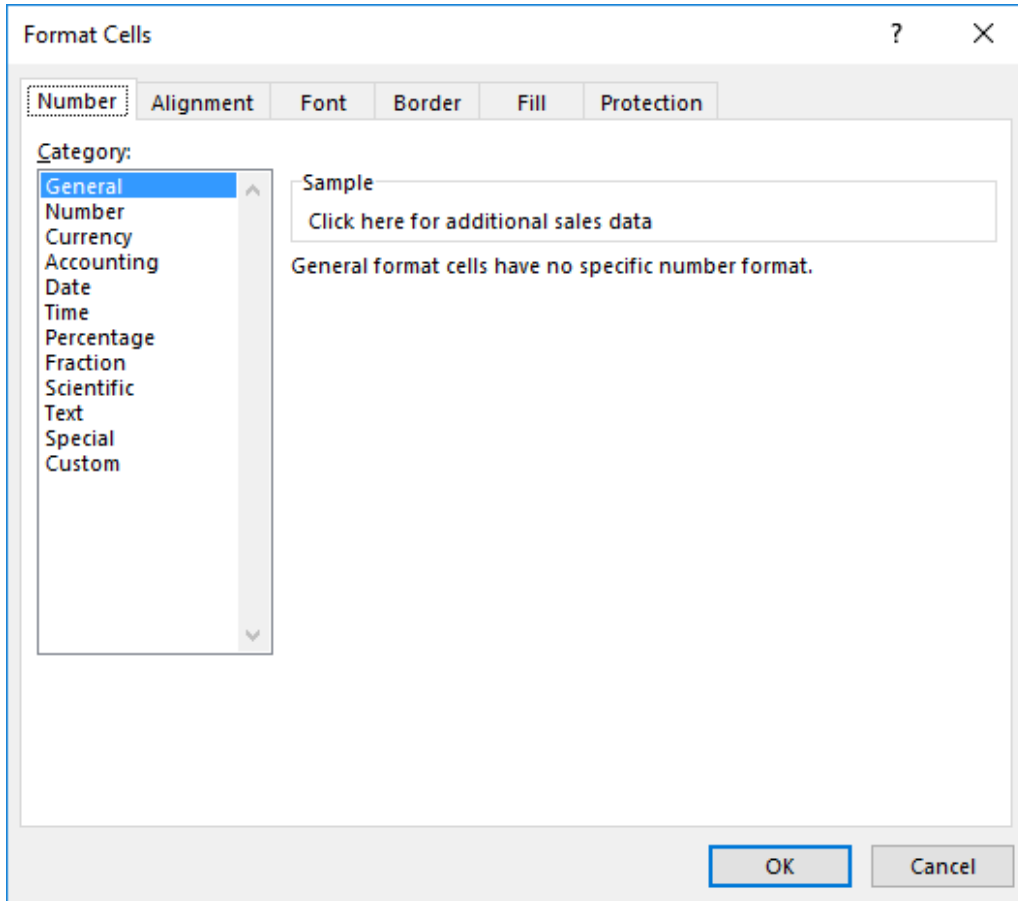 Format Cells ?
Number Alignment Font Border Fill Protection
Category:
General
Number
Currency
Accounting
Date
Time
Percentage
Fraction
Scientific
Text
Special
Custom
Sample
Click here for additional sales data
General format cells have no specific number format.
OK Cancel